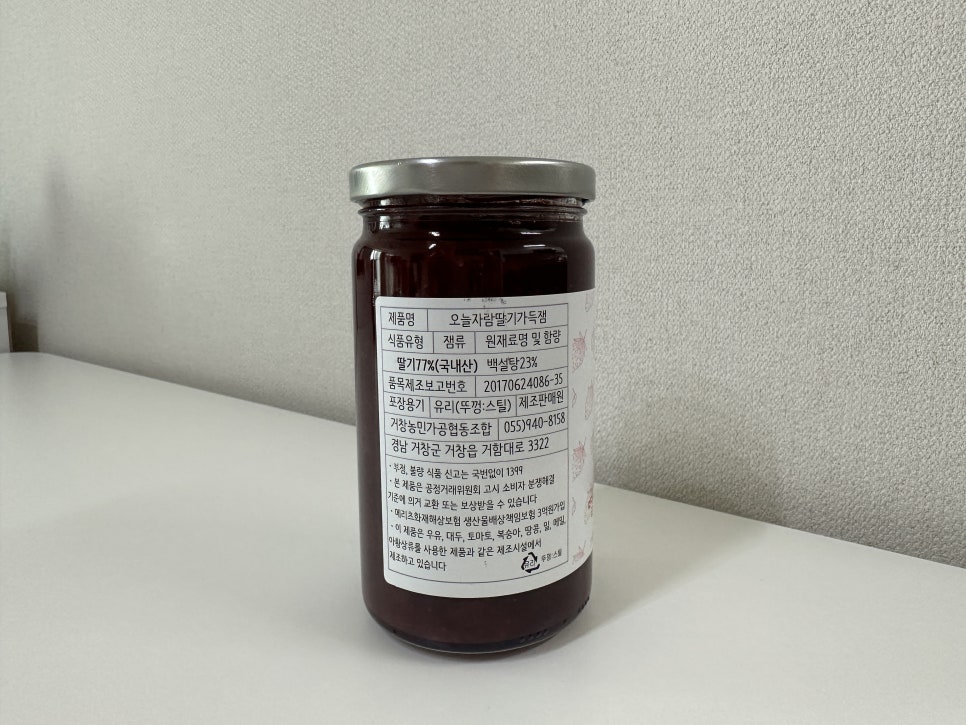 제품명 오늘자람딸기가득잼
식품유형 잼류 원재료명 및 함량
딸기77%(국내산) 백설탕23%
품목제조보고번호 20170624086-35
포장용기 유리(뚜껑:스틸) 제조판매원
거창농민가공협동조합 055)940-8158
경남 거창군 거창읍 거함대로 3322
· 부정, 불량 식품 신고는 국번없이 1399
· 본 제품은 공정거래위원회 고시 소비자 분쟁해결
기준에 의거 교환 또는 보상받을 수 있습니다
· 메리츠화재해상보험 생산물배상책임보험 3억원가입
· 이 제품은 우유, 대두, 토마토, 복숭아, 땅콩, 밀, 메밀,
아황상류를 사용한 제품과 같은 제조시설에서
제조하고 있습니다
유리 뚜껑:스틸